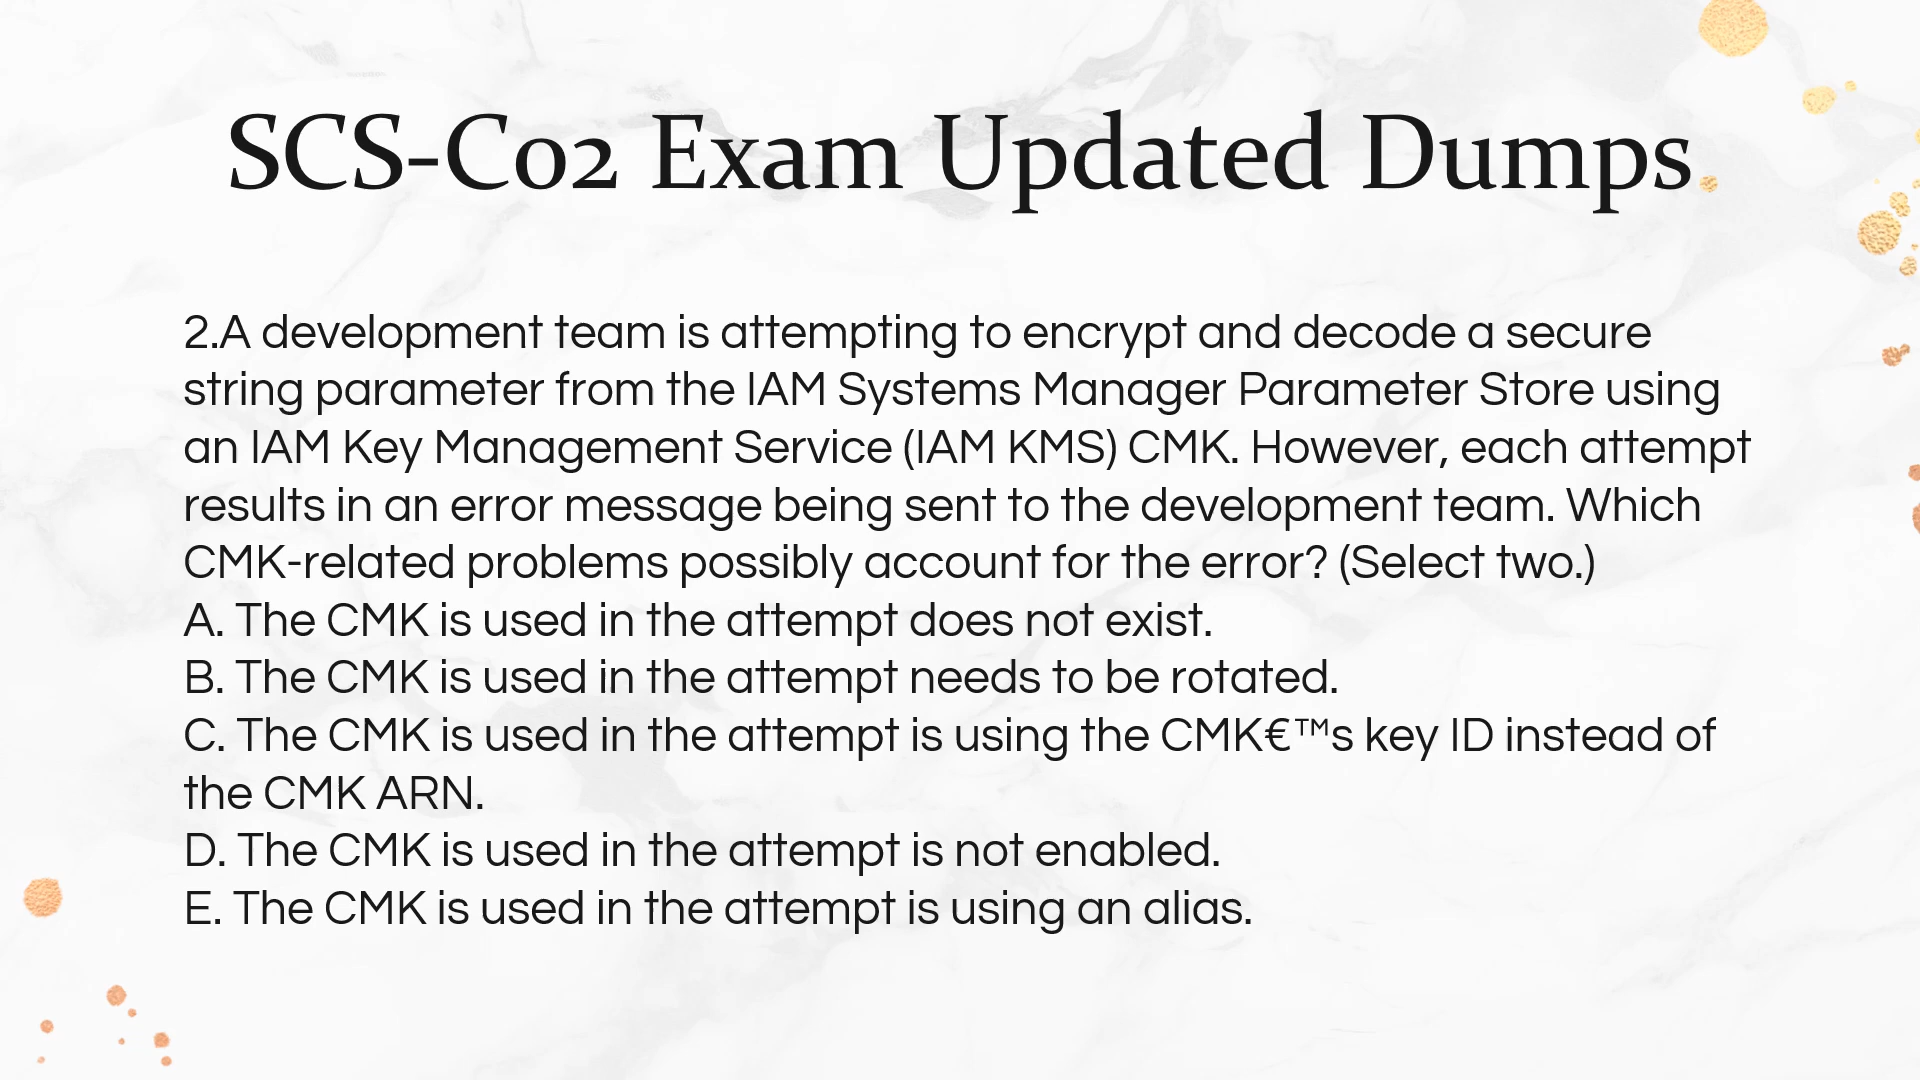 SCS-C02 Exam Updated Dumps
2.A development team is attempting to encrypt and decode a secure
string parameter from the IAM Systems Manager Parameter Store using
an IAM Key Management Service (IAM KMS) CMK. However, each attempt
results in an error message being sent to the development team. Which
CMK-related problems possibly account for the error? (Select two.)
A. The CMK is used in the attempt does not exist.
B. The CMK is used in the attempt needs to be rotated.
C. The CMK is used in the attempt is using the CMK€™s key ID instead of
the CMK ARN.
D. The CMK is used in the attempt is not enabled.
E. The CMK is used in the attempt is using an alias.